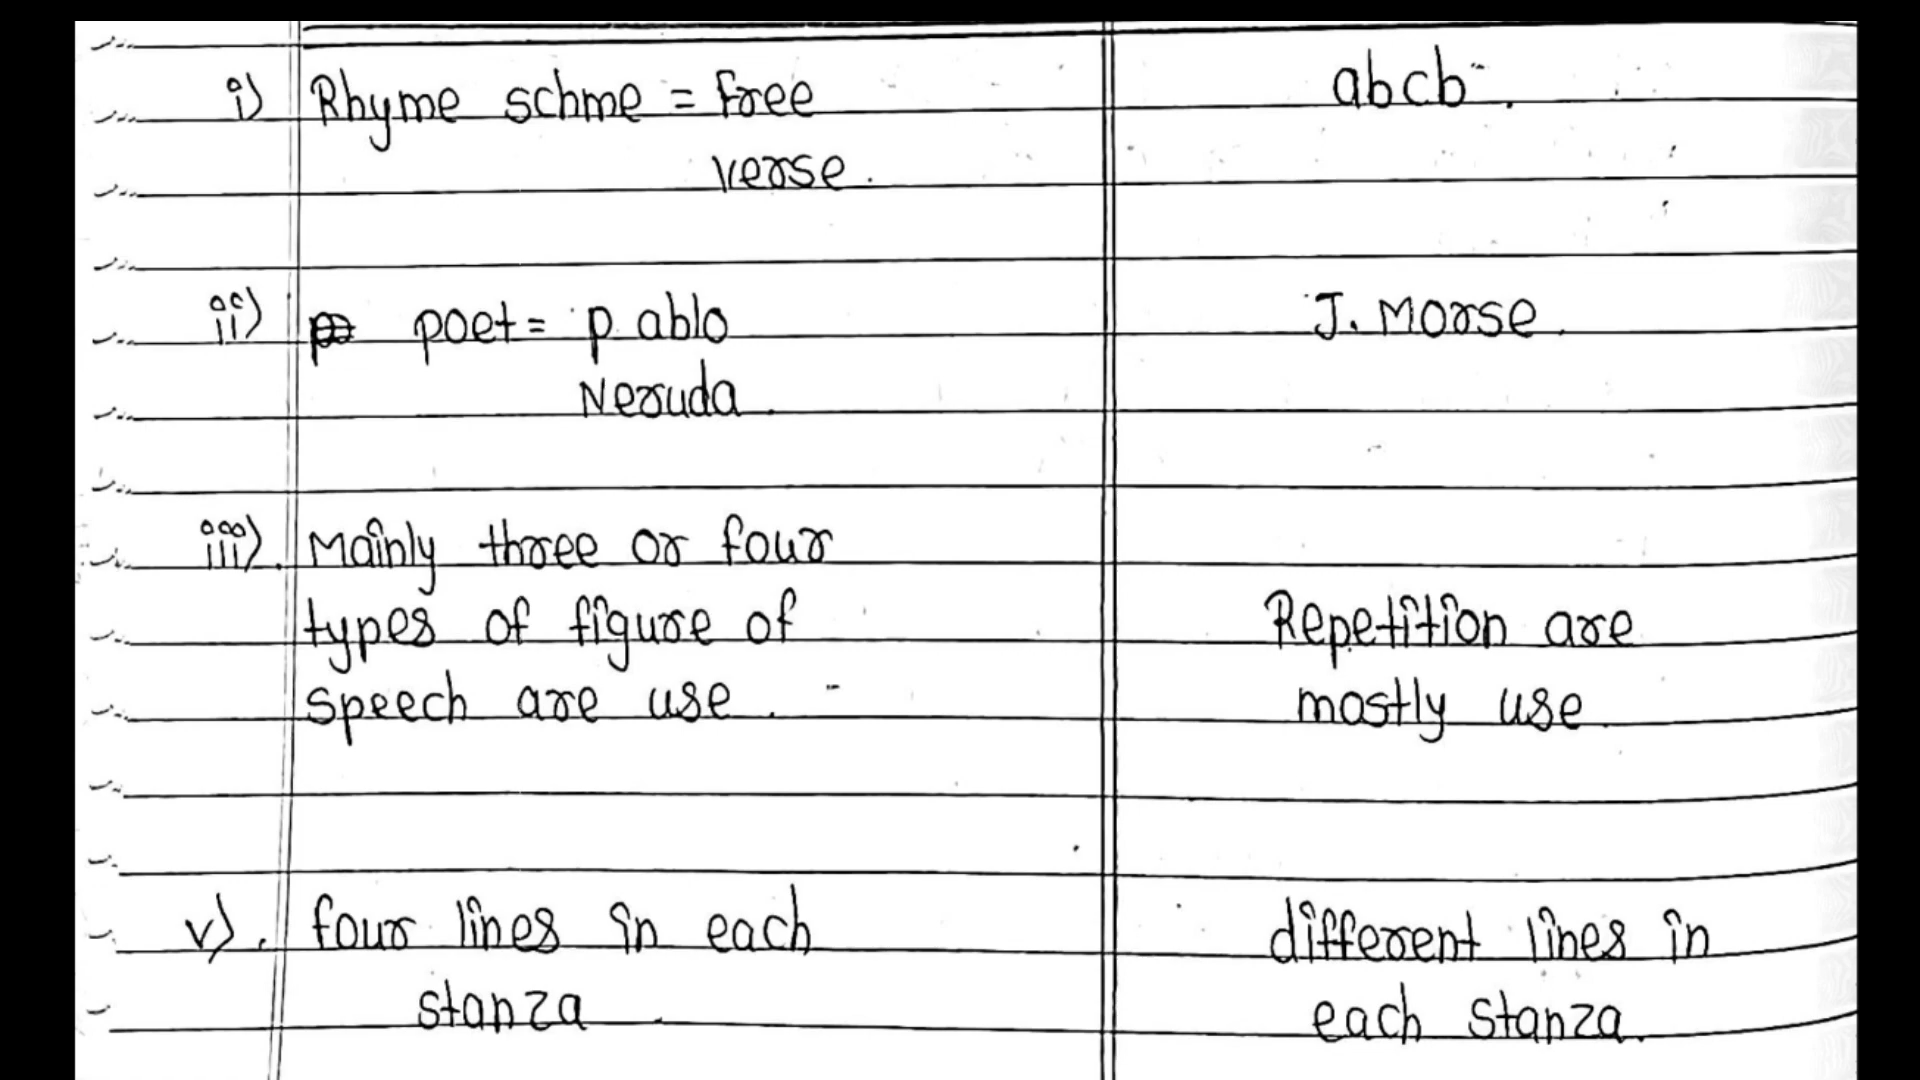 i) Rhyme schme = free
verse.
abcb.
ii) poet = pablo
Neruda.
J. Morse.
iii). Mainly three or four
types of figure of
speech are use.
Repetition are
mostly use.
v). four lines in each
stanza.
different lines in
each stanza.